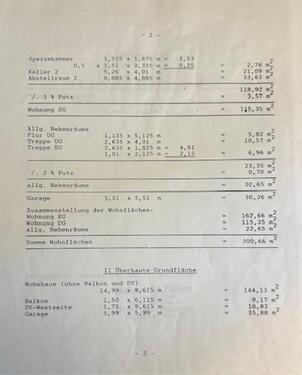 - 2 -
Speisekammer 1,515 x 1,675 m = 2,53
0,5 x 1,51 x 0,325 m = 0,25 = 2,78 m2
Keller 2 5,26 x 4,01 m = 21,09 m2
Abstellraum 2 6,885 x 4,885 m = 33,63 m2
118,92 m2
./. 3 % Putz = 3,57 m2
Wohnung DG = 115,35 m2
Allg. Nebenräume
Flur UG 1,135 x 5,125 m = 5,82 m2
Treppe UG 2,635 x 4,01 m = 10,57 m2
Treppe EG 2,635 x 1,825 m = 4,81
1,01 x 2,125 m = 2,15 = 6,96 m2
23,35 m2
./. 3 % Putz = 0,70 m2
allg. Nebenräume = 22,65 m2
Garage 5,51 x 5,51 m = 30,36 m2
Zusammenstellung der Wohnflächen:
Wohnung EG = 162,66 m2
Wohnung DG = 115,35 m2
allg. Nebenräume = 22,65 m2
Summe Wohnflächen = 300,66 m2
II Überbaute Grundfläche
Wohnhaus (ohne Balkon und DV)
14,99 x 9,615 m = 144,13 m2
Balkon 1,50 x 6,115 m = 9,17 m2
DV-Westseite 1,75 x 9,615 m = 18,83 m2
Garage 5,99 x 5,99 m = 35,88 m2
- 3 -